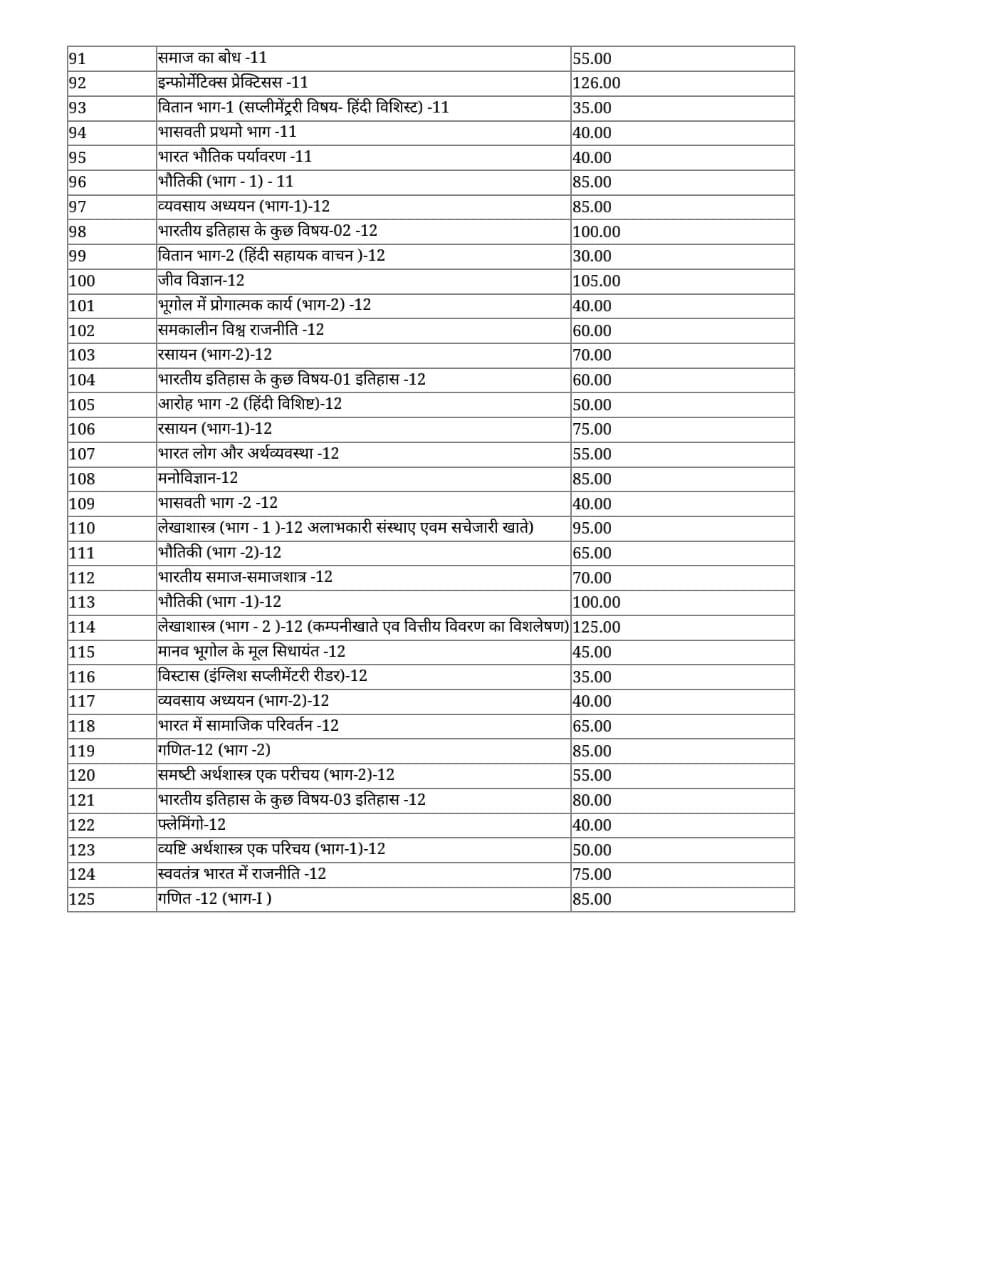 91 समाज का बोध -11 55.00
92 इन्फोर्मेटिक्स प्रेक्टिसस -11 126.00
93 वितान भाग-1 (सप्लीमेंट्ररी विषय- हिंदी विशिस्ट) -11 35.00
94 भासवती प्रथमो भाग -11 40.00
95 भारत भौतिक पर्यावरण -11 40.00
96 भौतिकी (भाग - 1) - 11 85.00
97 व्यवसाय अध्ययन (भाग-1)-12 85.00
98 भारतीय इतिहास के कुछ विषय-02 -12 100.00
99 वितान भाग-2 (हिंदी सहायक वाचन )-12 30.00
100 जीव विज्ञान-12 105.00
101 भूगोल में प्रोगात्मक कार्य (भाग-2) -12 40.00
102 समकालीन विश्व राजनीति -12 60.00
103 रसायन (भाग-2)-12 70.00
104 भारतीय इतिहास के कुछ विषय-01 इतिहास -12 60.00
105 आरोह भाग -2 (हिंदी विशिष्ट)-12 50.00
106 रसायन (भाग-1)-12 75.00
107 भारत लोग और अर्थव्यवस्था -12 55.00
108 मनोविज्ञान-12 85.00
109 भासवती भाग -2 -12 40.00
110 लेखाशास्त्र (भाग - 1 )-12 अलाभकारी संस्थाए एवम सचेजारी खाते) 95.00
111 भौतिकी (भाग -2)-12 65.00
112 भारतीय समाज-समाजशात्र -12 70.00
113 भौतिकी (भाग -1)-12 100.00
114 लेखाशास्त्र (भाग - 2 )-12 (कम्पनीखाते एव वित्तीय विवरण का विशलेषण) 125.00
115 मानव भूगोल के मूल सिधायंत -12 45.00
116 विस्टास (इंग्लिश सप्लीमेंटरी रीडर)-12 35.00
117 व्यवसाय अध्ययन (भाग-2)-12 40.00
118 भारत में सामाजिक परिवर्तन -12 65.00
119 गणित-12 (भाग -2) 85.00
120 समष्टी अर्थशास्त्र एक परीचय (भाग-2)-12 55.00
121 भारतीय इतिहास के कुछ विषय-03 इतिहास -12 80.00
122 फ्लेमिंगो-12 40.00
123 व्यष्टि अर्थशास्त्र एक परिचय (भाग-1)-12 50.00
124 स्ववतंत्र भारत में राजनीति -12 75.00
125 गणित -12 (भाग-I ) 85.00